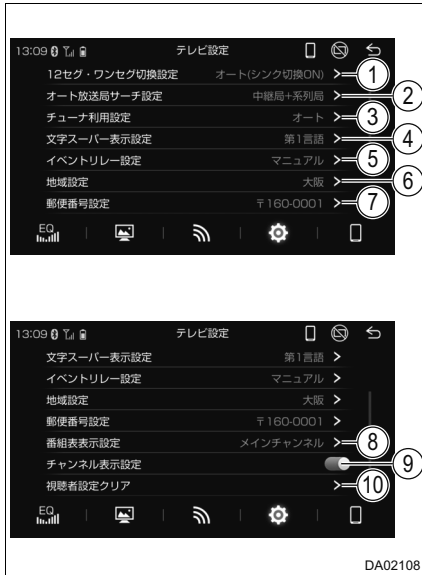 13:09 テレビ設定
12セグ・ワンセグ切換設定 オート(シンク切換ON) > 1
オート放送局サーチ設定 中継局+系列局 > 2
チューナ利用設定 オート > 3
文字スーパー表示設定 第1言語 > 4
イベントリレー設定 マニュアル > 5
地域設定 大阪 > 6
郵便番号設定 〒160-0001 > 7
EQ
13:09 テレビ設定
文字スーパー表示設定 第1言語 >
イベントリレー設定 マニュアル >
地域設定 大阪 >
郵便番号設定 〒160-0001 >
番組表表示設定 メインチャンネル > 8
チャンネル表示設定 9
視聴者設定クリア > 10
EQ
DA02108